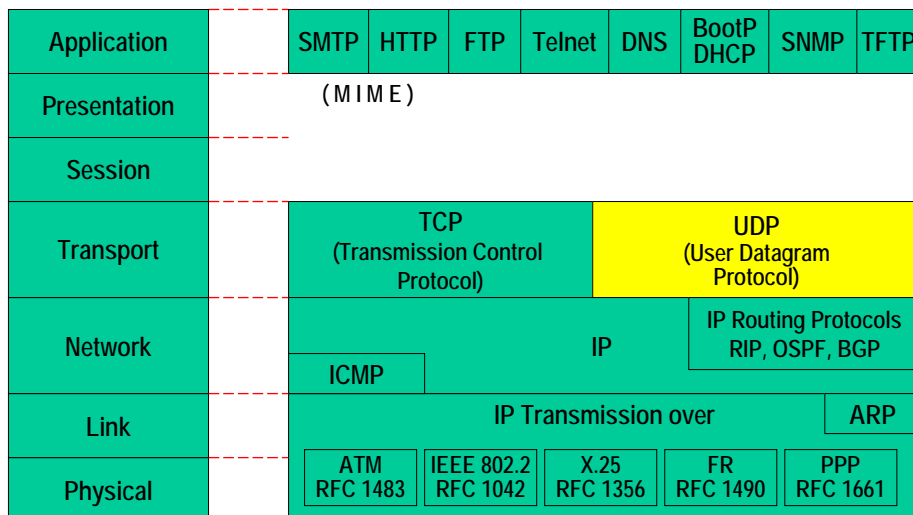 Application
SMTP
HTTP
FTP
Telnet
DNS
BootP
DHCP
SNMP
TFTP
Presentation
(MIME)
Session
Transport
TCP
(Transmission Control
Protocol)
UDP
(User Datagram
Protocol)
Network
IP
IP Routing Protocols
RIP, OSPF, BGP
ICMP
Link
IP Transmission over
ARP
Physical
ATM
RFC 1483
IEEE 802.2
RFC 1042
X.25
RFC 1356
FR
RFC 1490
PPP
RFC 1661